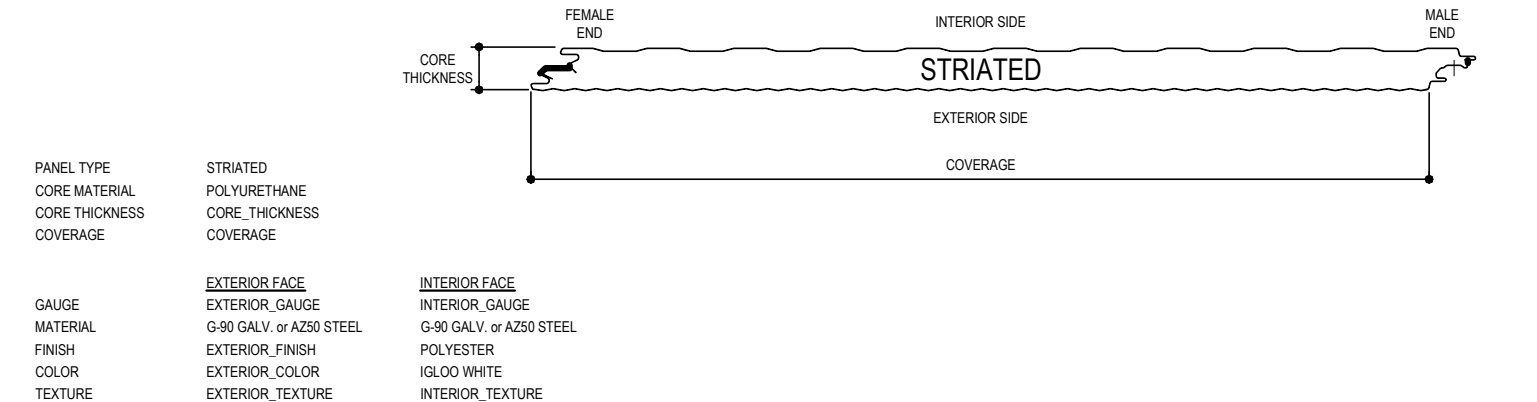 FEMALE
END
INTERIOR SIDE
MALE
END
CORE
THICKNESS
STRIATED
EXTERIOR SIDE
COVERAGE
PANEL TYPE STRIATED
CORE MATERIAL POLYURETHANE
CORE THICKNESS CORE_THICKNESS
COVERAGE COVERAGE
EXTERIOR FACE INTERIOR FACE
GAUGE EXTERIOR_GAUGE INTERIOR_GAUGE
MATERIAL G-90 GALV. or AZ50 STEEL G-90 GALV. or AZ50 STEEL
FINISH EXTERIOR_FINISH POLYESTER
COLOR EXTERIOR_COLOR IGLOO WHITE
TEXTURE EXTERIOR_TEXTURE INTERIOR_TEXTURE